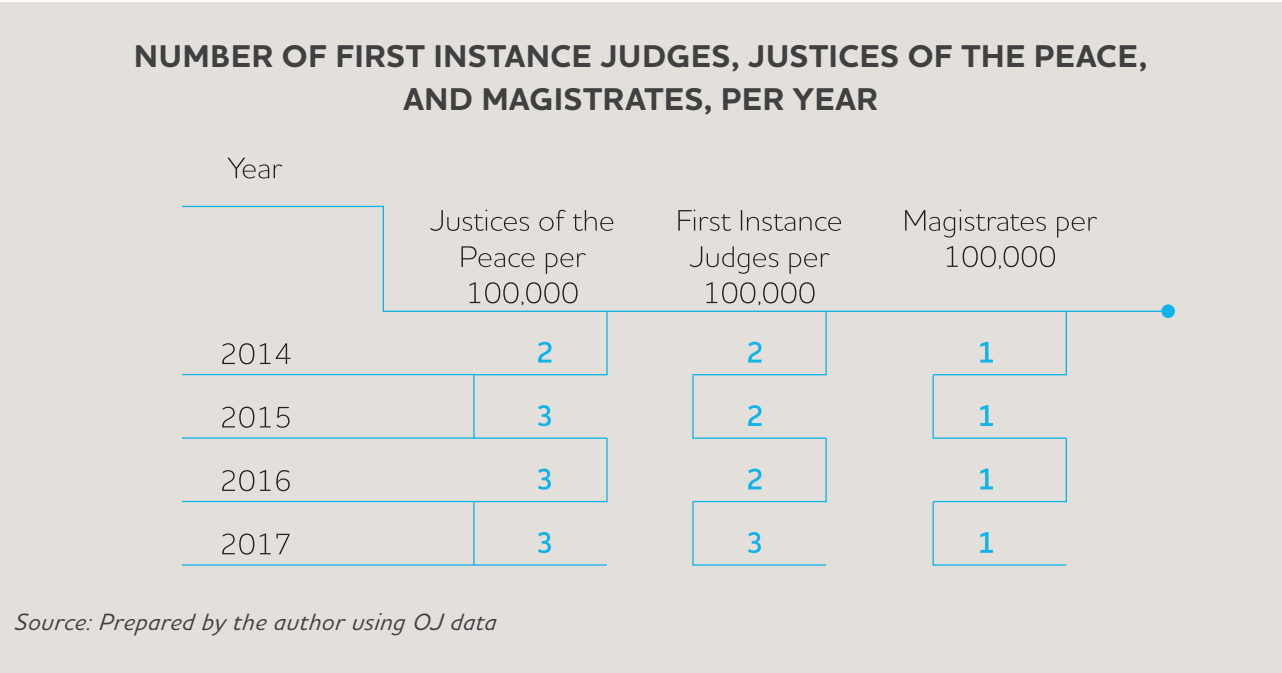 NUMBER OF FIRST INSTANCE JUDGES, JUSTICES OF THE PEACE,
AND MAGISTRATES, PER YEAR
Year
Justices of the
Peace per
100,000
First Instance
Judges per
100,000
Magistrates per
100,000
2014 2 2 1
2015 3 2 1
2016 3 2 1
2017 3 3 1
Source: Prepared by the author using OJ data